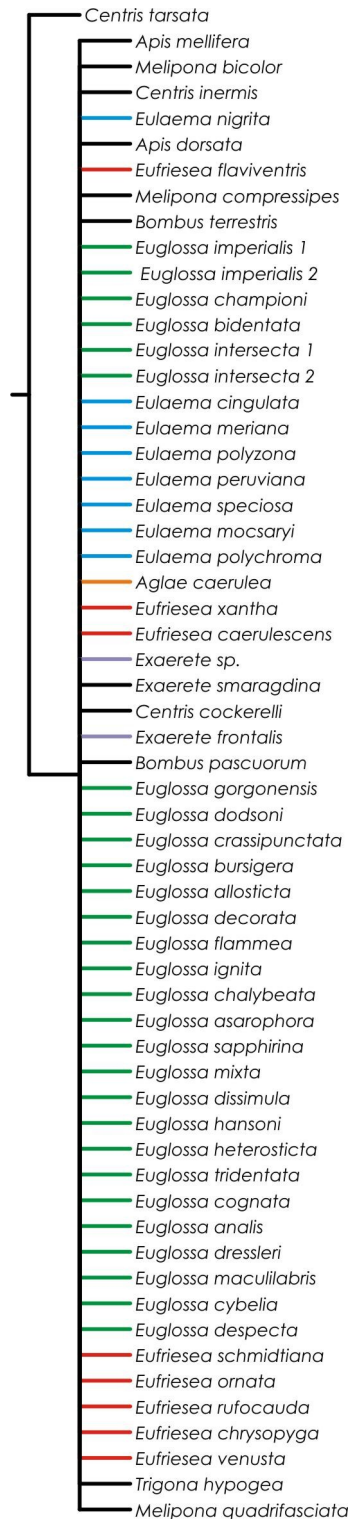 Centris tarsata
Apis mellifera
Melipona bicolor
Centris inermis
Eulaema nigrita
Apis dorsata
Eufriesea flaviventris
Melipona compressipes
Bombus terrestris
Euglossa imperialis 1
Euglossa imperialis 2
Euglossa championi
Euglossa bidentata
Euglossa intersecta 1
Euglossa intersecta 2
Eulaema cingulata
Eulaema meriana
Eulaema polyzona
Eulaema peruviana
Eulaema speciosa
Eulaema mocsaryi
Eulaema polychroma
Aglae caerulea
Eufriesea xantha
Eufriesea caerulescens
Exaerete sp.
Exaerete smaragdina
Centris cockerelli
Exaerete frontalis
Bombus pascuorum
Euglossa gorgonensis
Euglossa dodsoni
Euglossa crassipunctata
Euglossa bursigera
Euglossa allosticta
Euglossa decorata
Euglossa flammea
Euglossa ignita
Euglossa chalybeata
Euglossa asarophora
Euglossa sapphirina
Euglossa mixta
Euglossa dissimula
Euglossa hansoni
Euglossa heterosticta
Euglossa tridentata
Euglossa cognata
Euglossa analis
Euglossa dressleri
Euglossa maculilabris
Euglossa cybelia
Euglossa despecta
Eufriesea schmidtiana
Eufriesea ornata
Eufriesea rufocauda
Eufriesea chrysopyga
Eufriesea venusta
Trigona hypogea
Melipona quadrifasciata